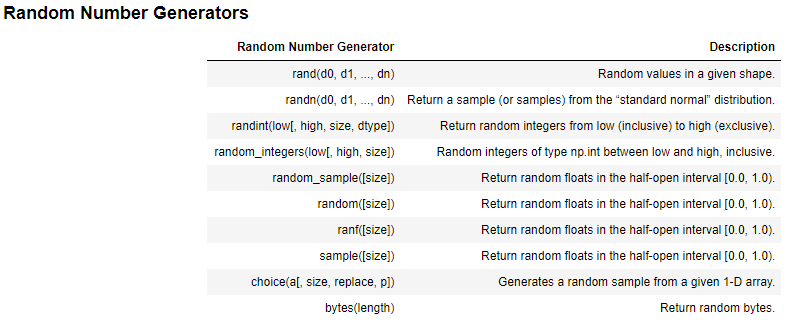 Random Number Generators
Random Number Generator Description
rand(d0, d1, ..., dn) Random values in a given shape.
randn(d0, d1, ..., dn) Return a sample (or samples) from the “standard normal” distribution.
randint(low[, high, size, dtype]) Return random integers from low (inclusive) to high (exclusive).
random_integers(low[, high, size]) Random integers of type np.int between low and high, inclusive.
random_sample([size]) Return random floats in the half-open interval [0.0, 1.0).
random([size]) Return random floats in the half-open interval [0.0, 1.0).
ranf([size]) Return random floats in the half-open interval [0.0, 1.0).
sample([size]) Return random floats in the half-open interval [0.0, 1.0).
choice(a[, size, replace, p]) Generates a random sample from a given 1-D array.
bytes(length) Return random bytes.